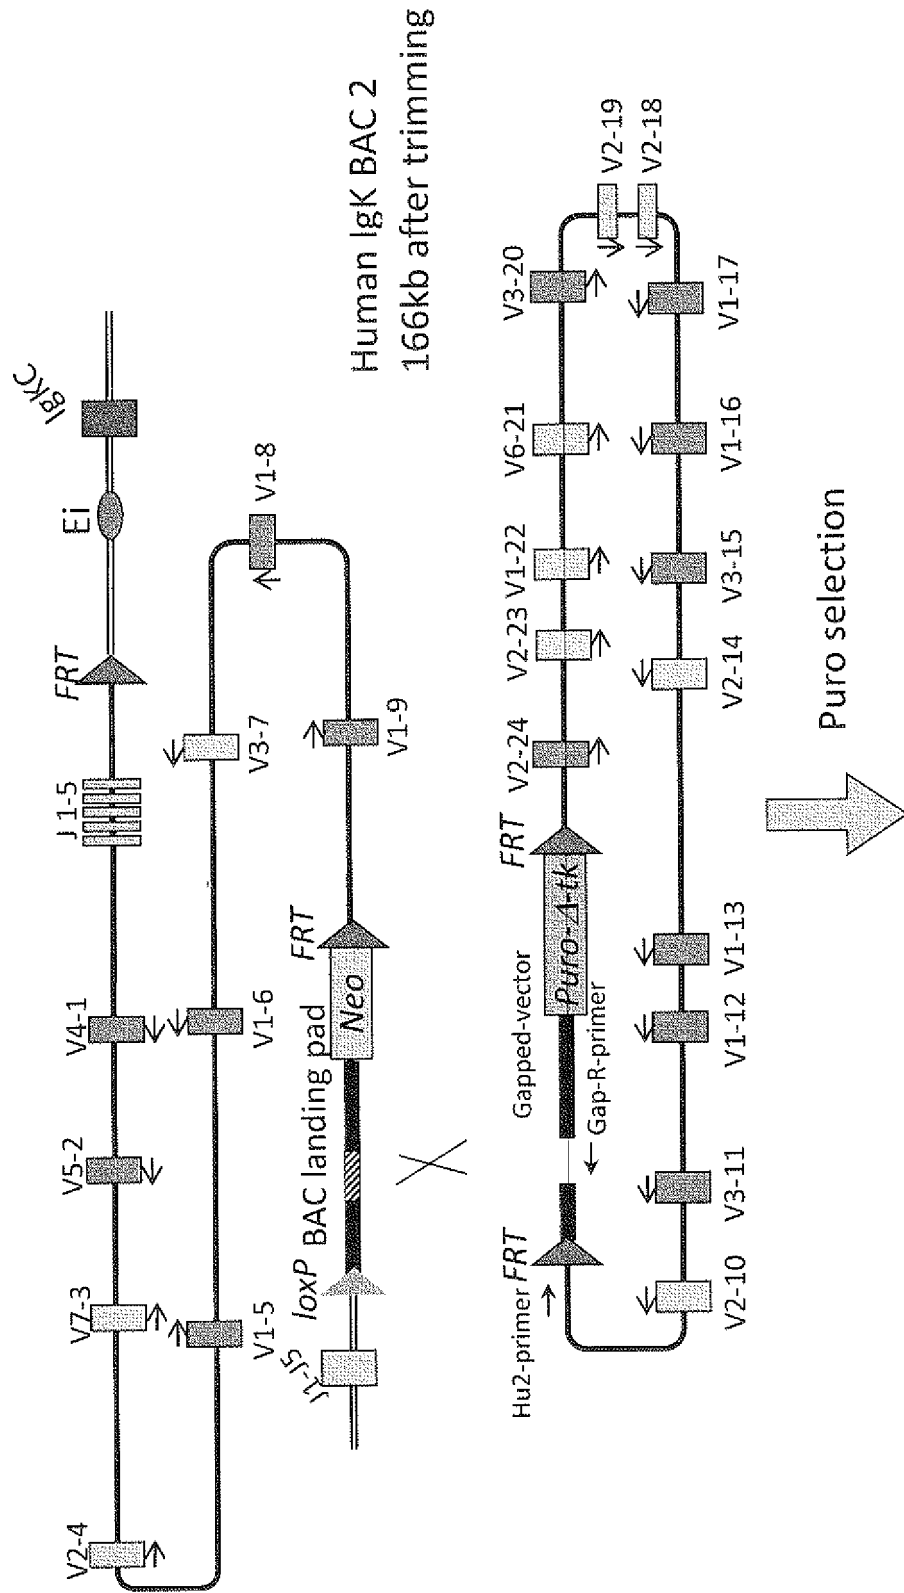 V2-4
V7-3
V5-2
V4-1
J 1-5
FRT
Ei
IgKC
V1-5
V1-6
V3-7
V1-8
J1-J5
loxP
BAC landing pad
Neo
FRT
V1-9
Human IgK BAC 2
166kb after trimming
Hu2-primer
FRT
Gapped-vector
Gap-R-primer
Puro-Δ-tk
FRT
V2-24
V2-23
V1-22
V6-21
V3-20
V2-19
V2-18
V2-10
V3-11
V1-12
V1-13
V2-14
V3-15
V1-16
V1-17
Puro selection